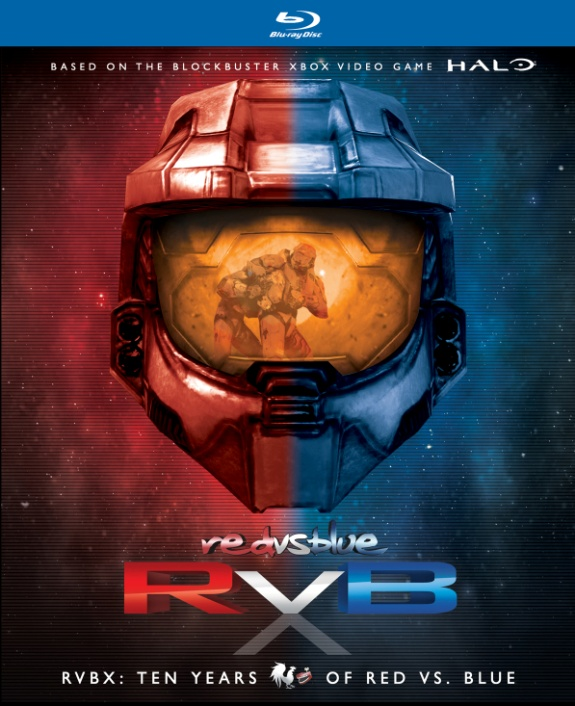 Blu-ray Disc
BASED ON THE BLOCKBUSTER XBOX VIDEO GAME HALO
redvsblue
RvB
X
RVBX: TEN YEARS OF RED VS. BLUE